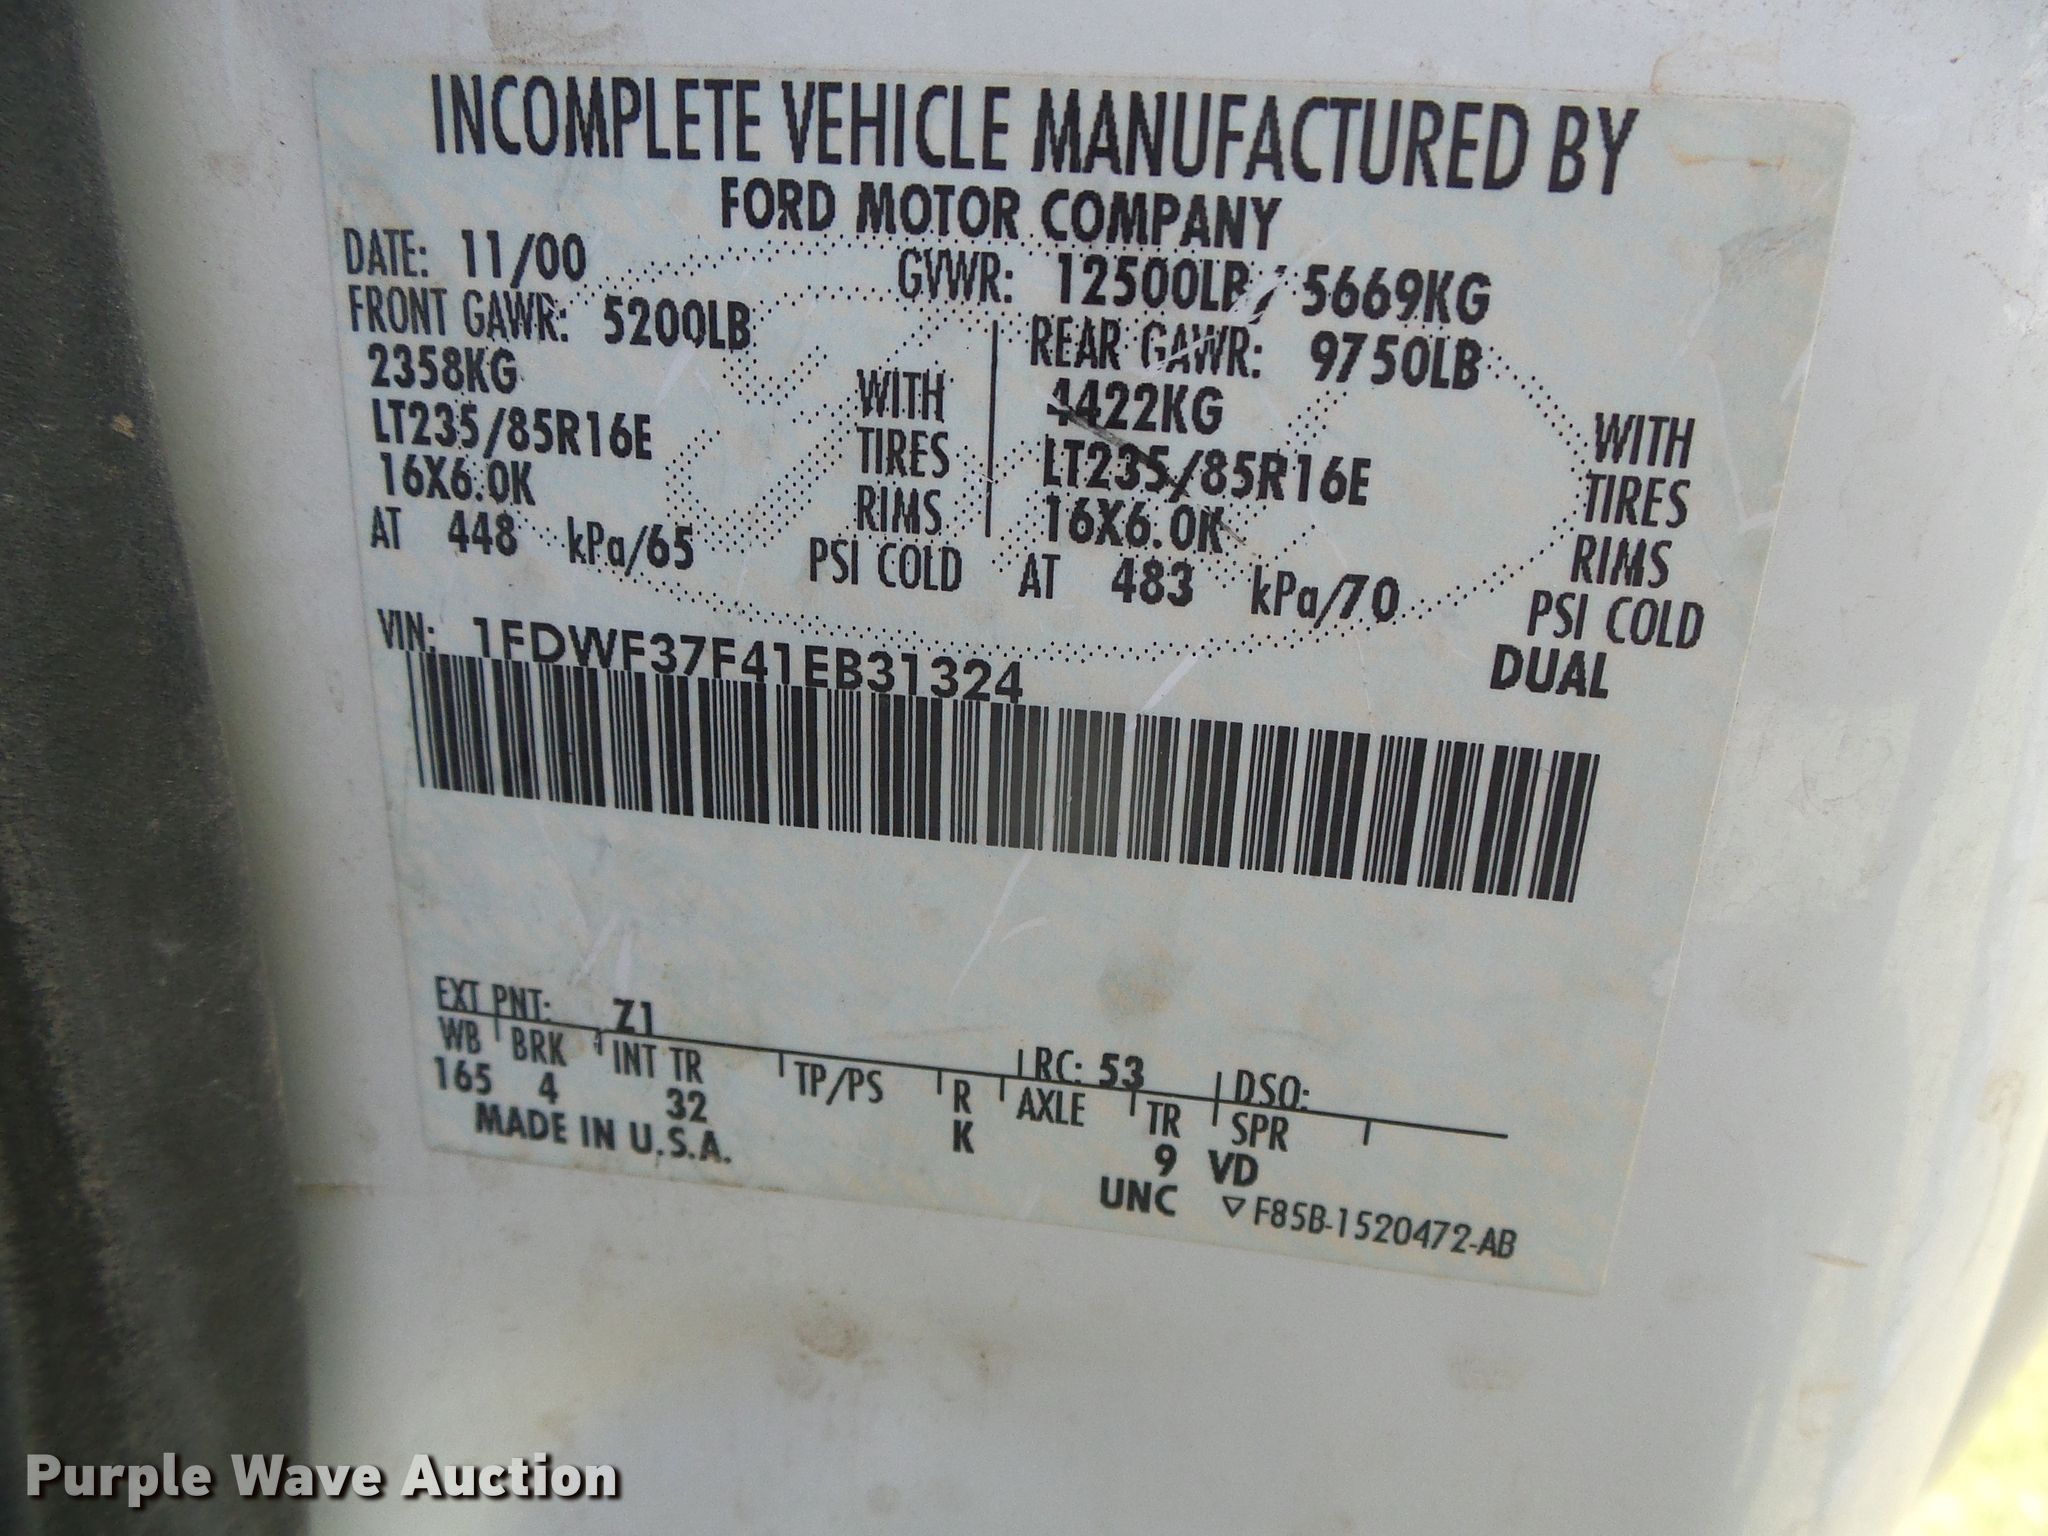 INCOMPLETE VEHICLE MANUFACTURED BY
FORD MOTOR COMPANY
DATE: 11/00 GVWR: 12500LB/ 5669KG
FRONT GAWR: 5200LB REAR GAWR: 9750LB
2358KG WITH 4422KG WITH
LT235/85R16E TIRES LT235/85R16E TIRES
16X6.0K RIMS 16X6.0K RIMS
AT 448 kPa/65 PSI COLD AT 483 kPa/70 PSI COLD
DUAL
VIN: 1FDWF37F41EB31324
EXT PNT: Z1 RC: 53 DSO:
WB BRK INT TR TP/PS R AXLE TR SPR
165 4 32 K 9 VD
MADE IN U.S.A. UNC ▽ F85B-1520472-AB
Purple Wave Auction